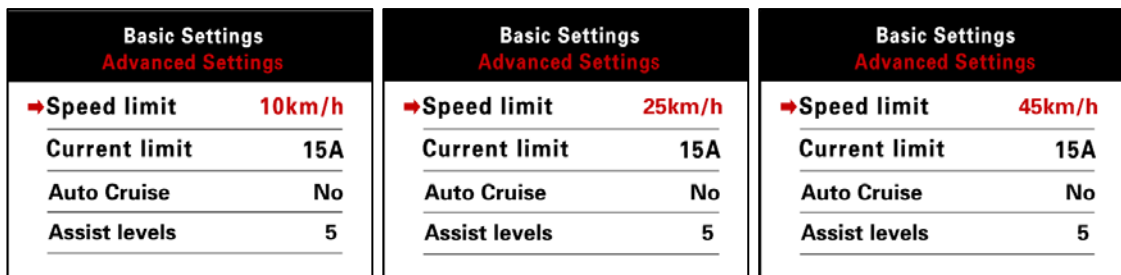 Basic Settings
Advanced Settings
➡Speed limit 10km/h
Current limit 15A
Auto Cruise No
Assist levels 5
Basic Settings
Advanced Settings
➡Speed limit 25km/h
Current limit 15A
Auto Cruise No
Assist levels 5
Basic Settings
Advanced Settings
➡Speed limit 45km/h
Current limit 15A
Auto Cruise No
Assist levels 5